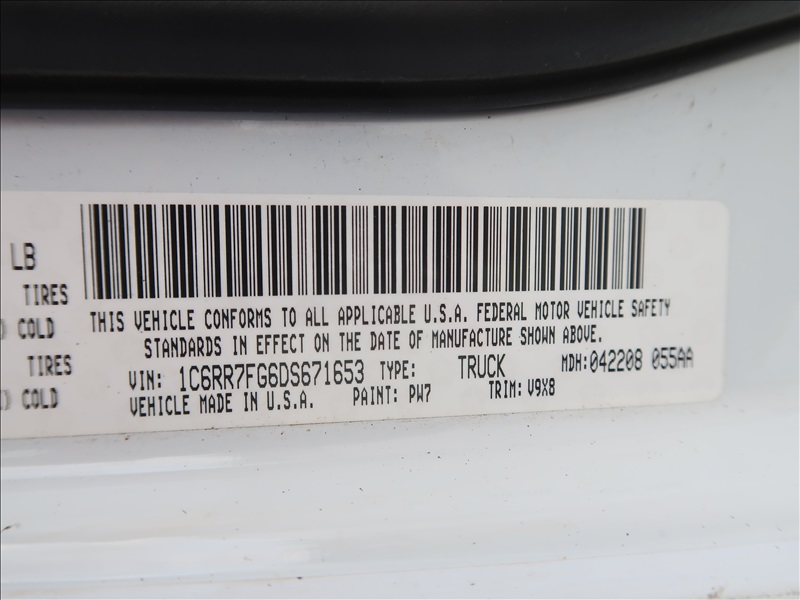 LB
TIRES
COLD
TIRES
COLD
THIS VEHICLE CONFORMS TO ALL APPLICABLE U.S.A. FEDERAL MOTOR VEHICLE SAFETY
STANDARDS IN EFFECT ON THE DATE OF MANUFACTURE SHOWN ABOVE.
VIN: 1C6RR7FG6DS671653 TYPE: TRUCK MDH: 042208 055AA
VEHICLE MADE IN U.S.A. PAINT: PW7 TRIM: V9X8